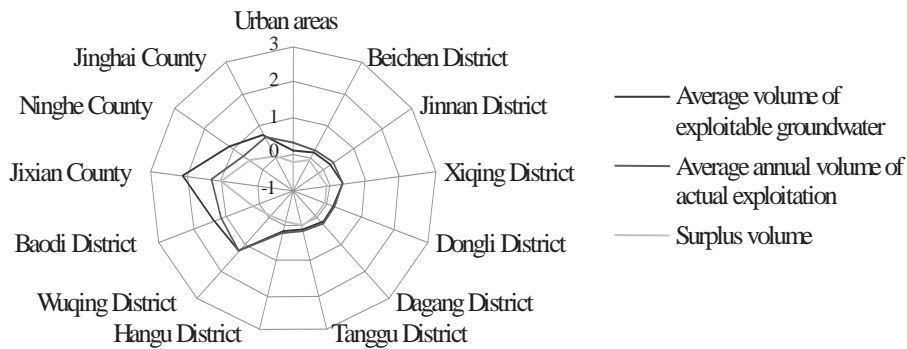 Urban areas
Beichen District
Jinnan District
Xiqing District
Dongli District
Dagang District
Tanggu District
Hangu District
Wuqing District
Baodi District
Jixian County
Ninghe County
Jinghai County
3
2
1
0
-1
Average volume of
exploitable groundwater
Average annual volume of
actual exploitation
Surplus volume